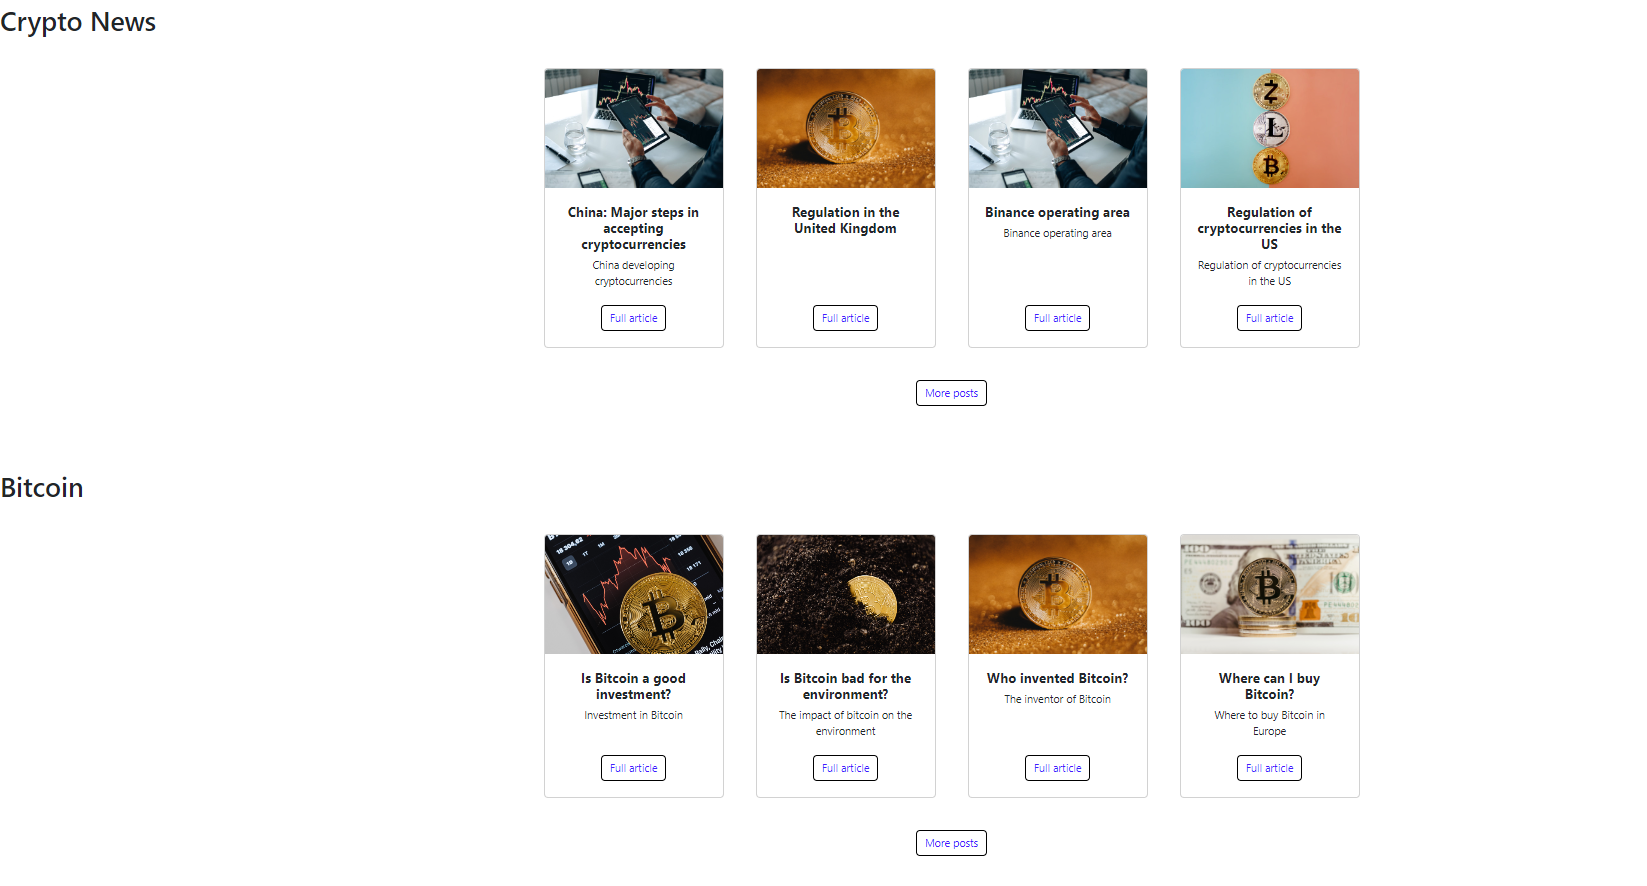 Crypto News
China: Major steps in
accepting
cryptocurrencies
China developing
cryptocurrencies
Full article
Regulation in the
United Kingdom
Full article
Binance operating area
Binance operating area
Full article
Regulation of
cryptocurrencies in the
US
Regulation of cryptocurrencies
in the US
Full article
More posts
Bitcoin
Is Bitcoin a good
investment?
Investment in Bitcoin
Full article
Is Bitcoin bad for the
environment?
The impact of bitcoin on the
environment
Full article
Who invented Bitcoin?
The inventor of Bitcoin
Full article
Where can I buy
Bitcoin?
Where to buy Bitcoin in
Europe
Full article
More posts